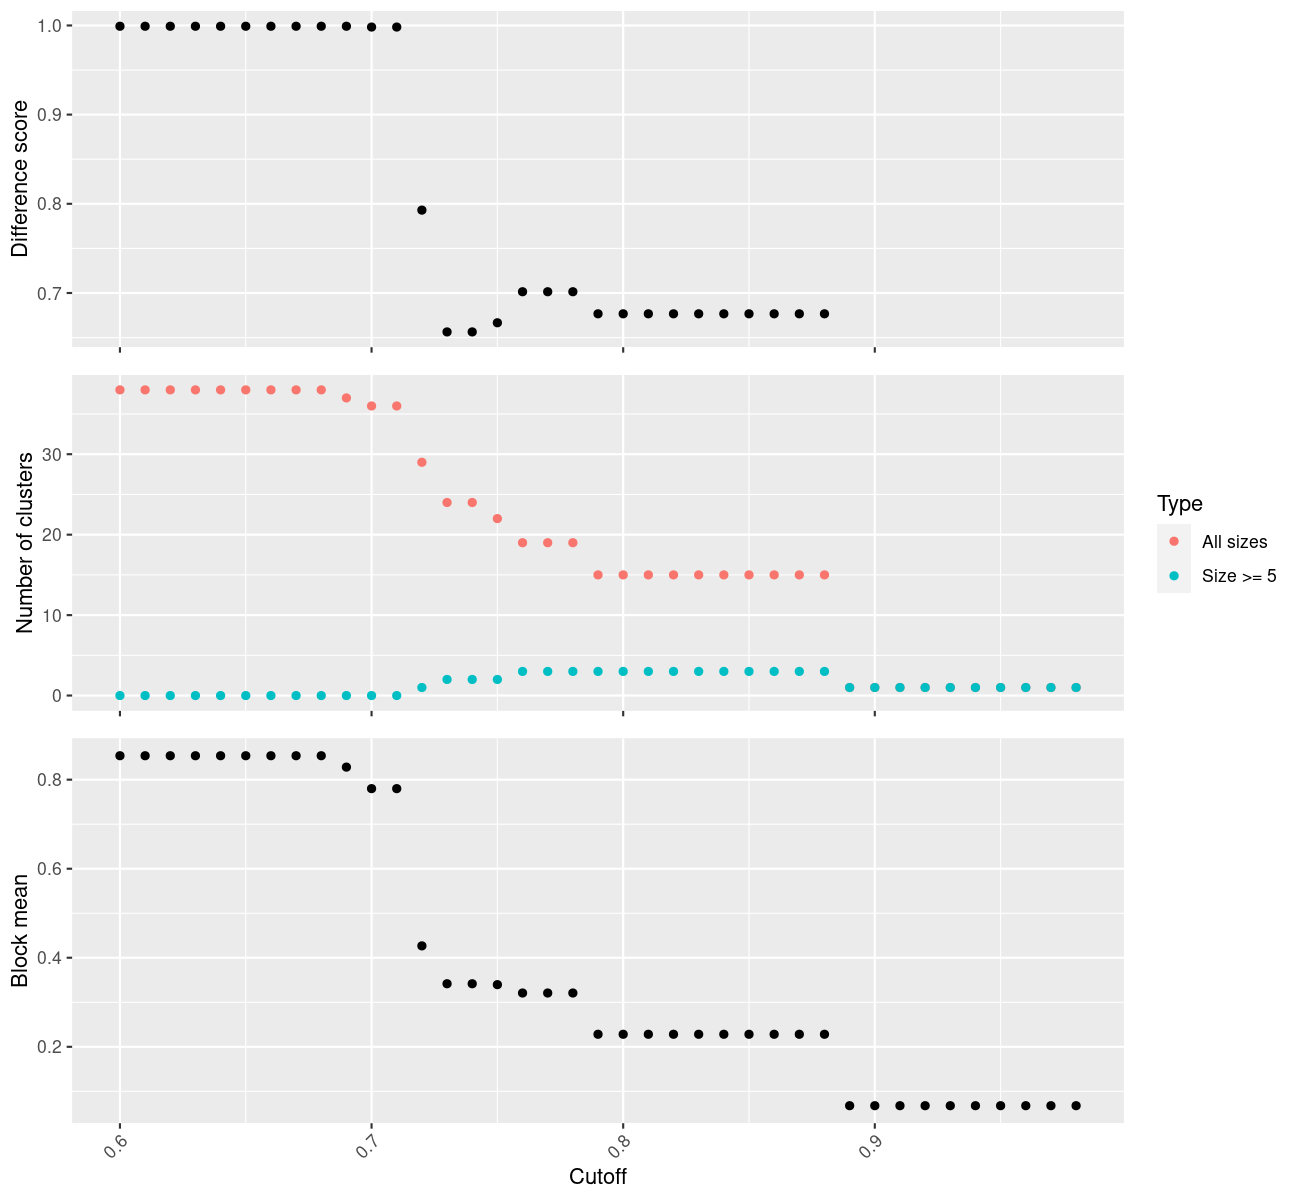 1.0
0.9
0.8
0.7
Difference score
30
20
10
0
Number of clusters
Type
All sizes
Size >= 5
0.8
0.6
0.4
0.2
Block mean
0.6
0.7
0.8
0.9
Cutoff